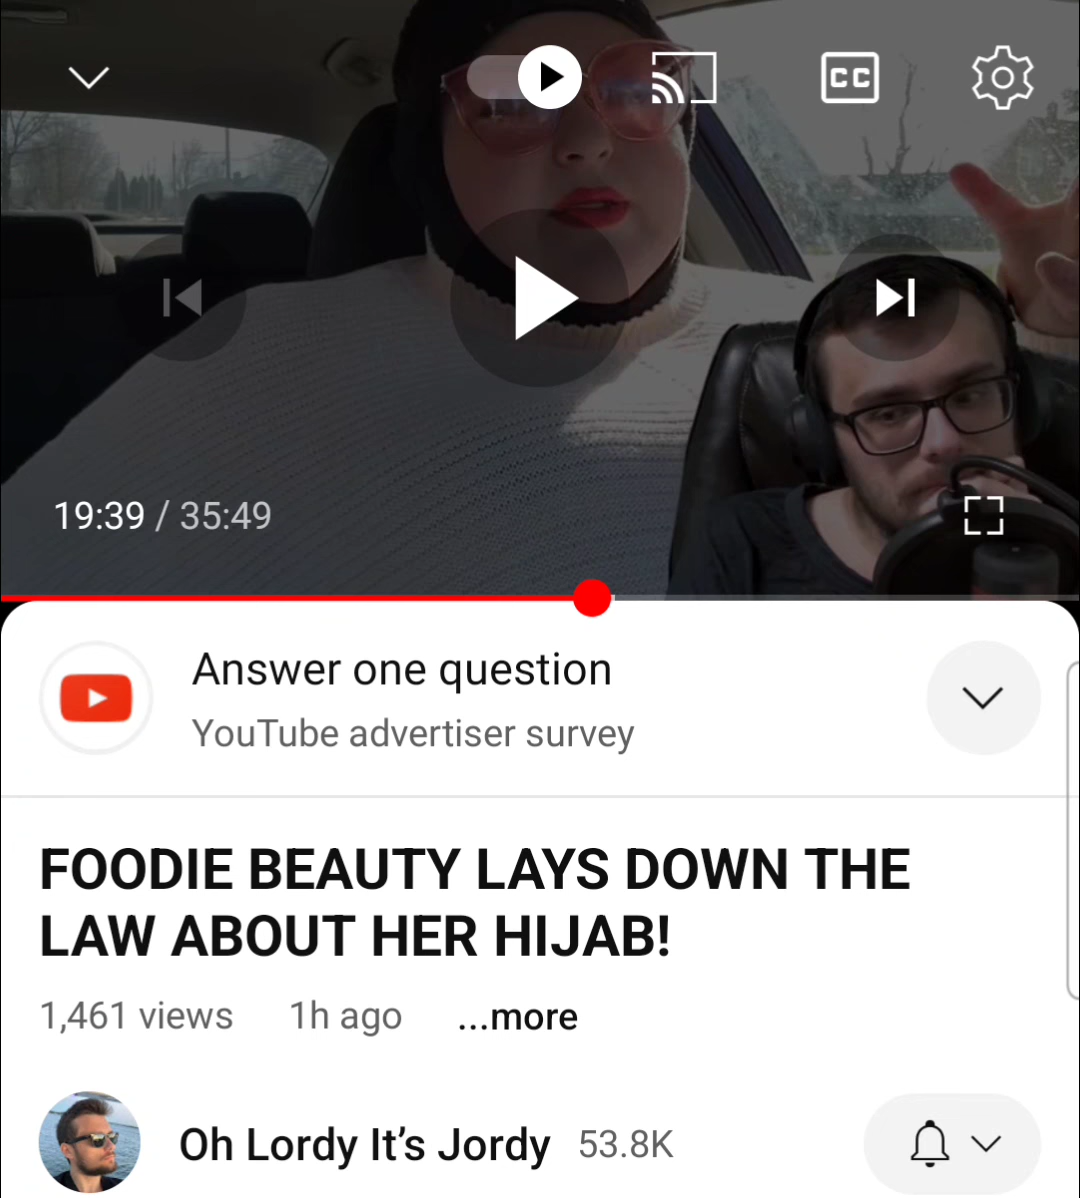 CC
19:39 / 35:49
Answer one question
YouTube advertiser survey
FOODIE BEAUTY LAYS DOWN THE
LAW ABOUT HER HIJAB!
1,461 views 1h ago ...more
Oh Lordy It’s Jordy 53.8K